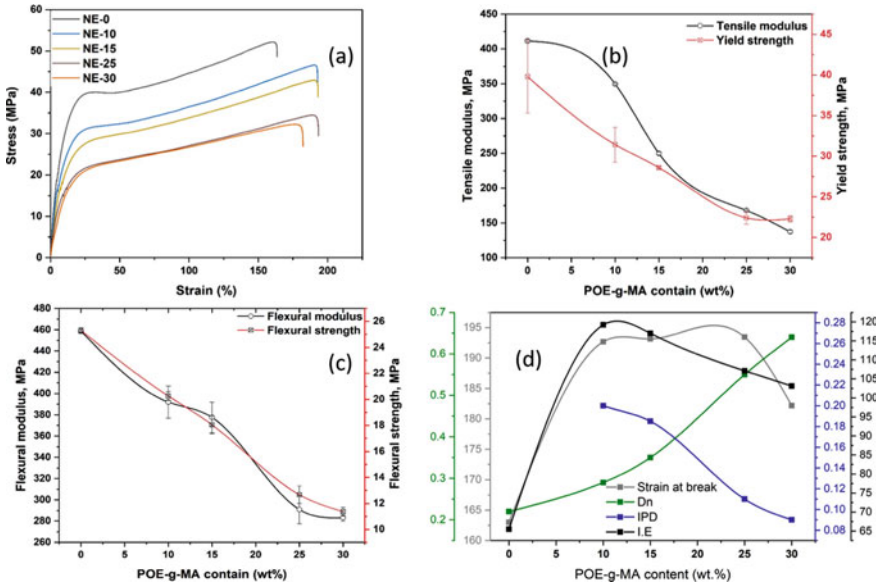 NE-0
NE-10
NE-15
NE-25
NE-30
(a)
60
50
40
30
20
10
0
Stress (MPa)
0 50 100 150 200 250
Strain (%)
Tensile modulus
Yield strength
(b)
450
400
350
300
250
200
150
100
Tensile modulus, MPa
45
40
35
30
25
20
Yield strength, MPa
0 5 10 15 20 25 30
POE-g-MA contain (wt%)
Flexural modulus
Flexural strength
(c)
480
460
440
420
400
380
360
340
320
300
280
260
Flexural modulus, MPa
26
24
22
20
18
16
14
12
10
Flexural strength, MPa
0 5 10 15 20 25 30
POE-g-MA contain (wt%)
(d)
0.7
0.6
0.5
0.4
0.3
0.2
195
190
185
180
175
170
165
160
0.28
0.26
0.24
0.22
0.20
0.18
0.16
0.14
0.12
0.10
0.08
120
115
110
105
100
95
90
85
80
75
70
65
Strain at break
Dn
IPD
I.E
0 5 10 15 20 25 30
POE-g-MA content (wt.%)